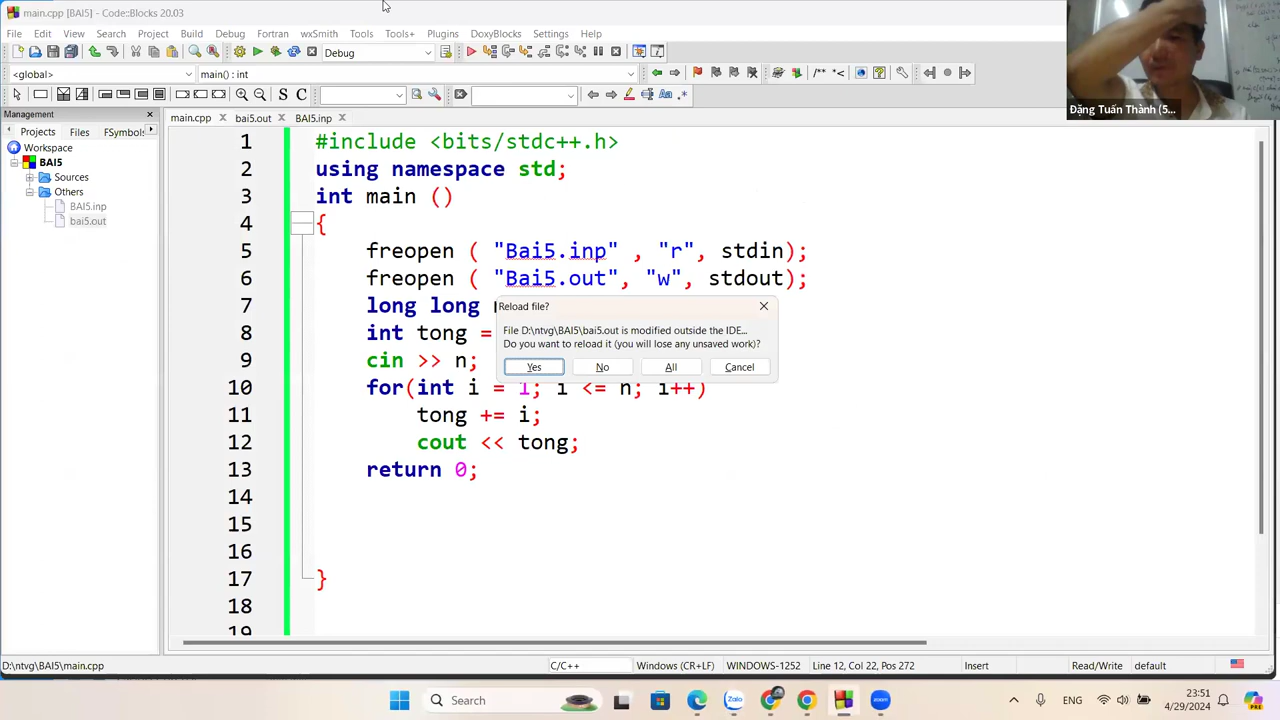 main.cpp [BAI5] - Code::Blocks 20.03
File Edit View Search Project Build Debug Fortran wxSmith Tools Tools+ Plugins DoxyBlocks Settings Help
Debug
<global> main() : int
/** *<
S C
Aa .*
Management
Projects Files FSymbols
Workspace
BAI5
Sources
Others
BAI5.inp
bai5.out
main.cpp bai5.out BAI5.inp
1 #include <bits/stdc++.h>
2 using namespace std;
3 int main ()
4 {
5 freopen ( "Bai5.inp" , "r", stdin);
6 freopen ( "Bai5.out", "w", stdout);
7 long long
8 int tong =
9 cin >> n;
10 for(int i = 1; i <= n; i++)
11 tong += i;
12 cout << tong;
13 return 0;
14
15
16
17 }
18
19
Reload file?
File D:\ntvg\BAI5\bai5.out is modified outside the IDE...
Do you want to reload it (you will lose any unsaved work)?
Yes No All Cancel
Đặng Tuấn Thành (5...
D:\ntvg\BAI5\main.cpp C/C++ Windows (CR+LF) WINDOWS-1252 Line 12, Col 22, Pos 272 Insert Read/Write default
Search
Zalo
zoom
ENG
23:51
4/29/2024
PRE